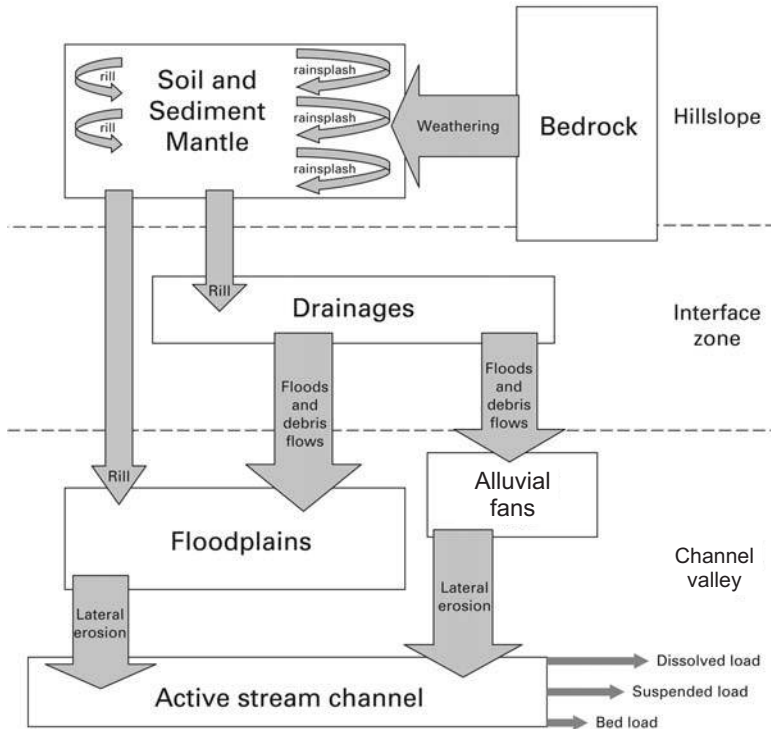 rill
rill
Soil and
Sediment
Mantle
rainsplash
rainsplash
rainsplash
Weathering
Bedrock
Hillslope
Rill
Drainages
Interface
zone
Floods
and
debris
flows
Floods
and
debris
flows
Rill
Alluvial
fans
Floodplains
Channel
valley
Lateral
erosion
Lateral
erosion
Active stream channel
Dissolved load
Suspended load
Bed load